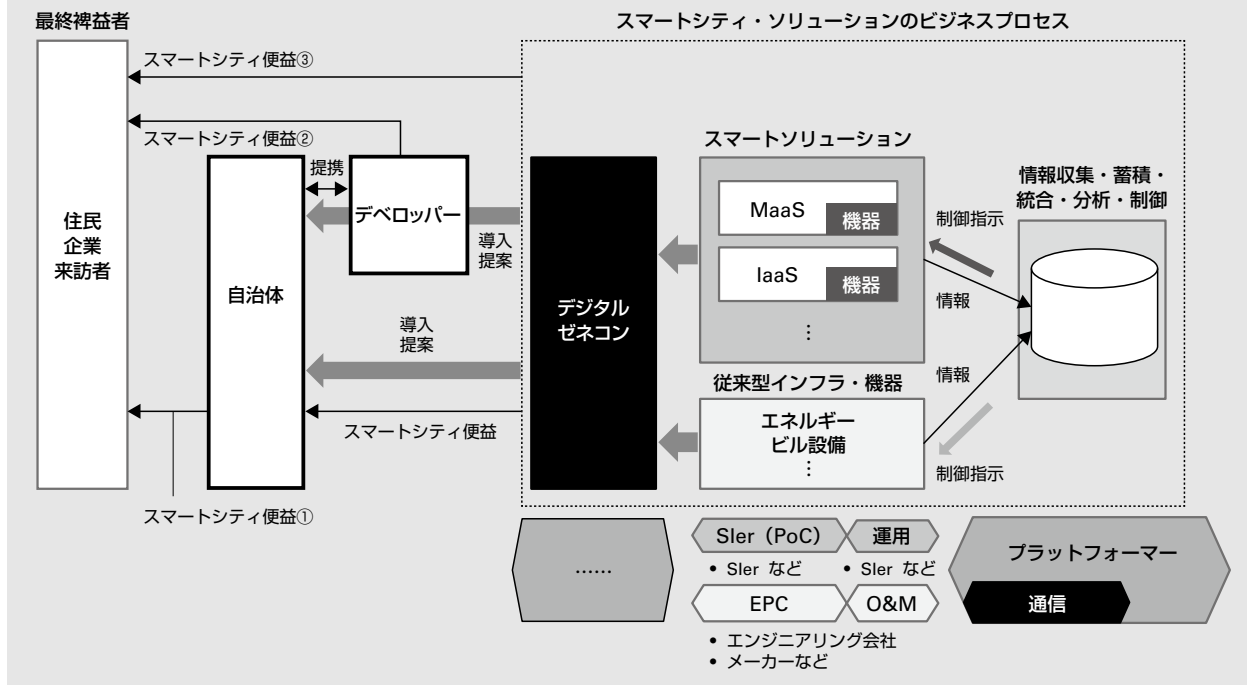 最終裨益者
スマートシティ・ソリューションのビジネスプロセス
スマートシティ便益③
スマートシティ便益②
住民
企業
来訪者
自治体
提携
デベロッパー
導入
提案
導入
提案
スマートシティ便益
スマートシティ便益①
デジタル
ゼネコン
スマートソリューション
MaaS
機器
IaaS
機器
⋮
従来型インフラ・機器
エネルギー
ビル設備
⋮
情報収集・蓄積・
統合・分析・制御
制御指示
情報
情報
制御指示
……
SIer（PoC）
運用
• SIer など
• SIer など
EPC
O&M
• エンジニアリング会社
• メーカーなど
プラットフォーマー
通信